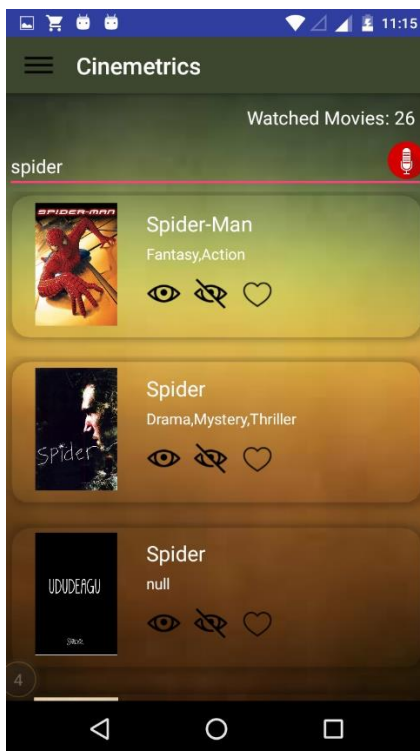 11:15
Cinemetrics
Watched Movies: 26
spider
SPIDER-MAN
Spider-Man
Fantasy,Action
Spider
Spider
Drama,Mystery,Thriller
UDUDEAGU
Spider
null
4